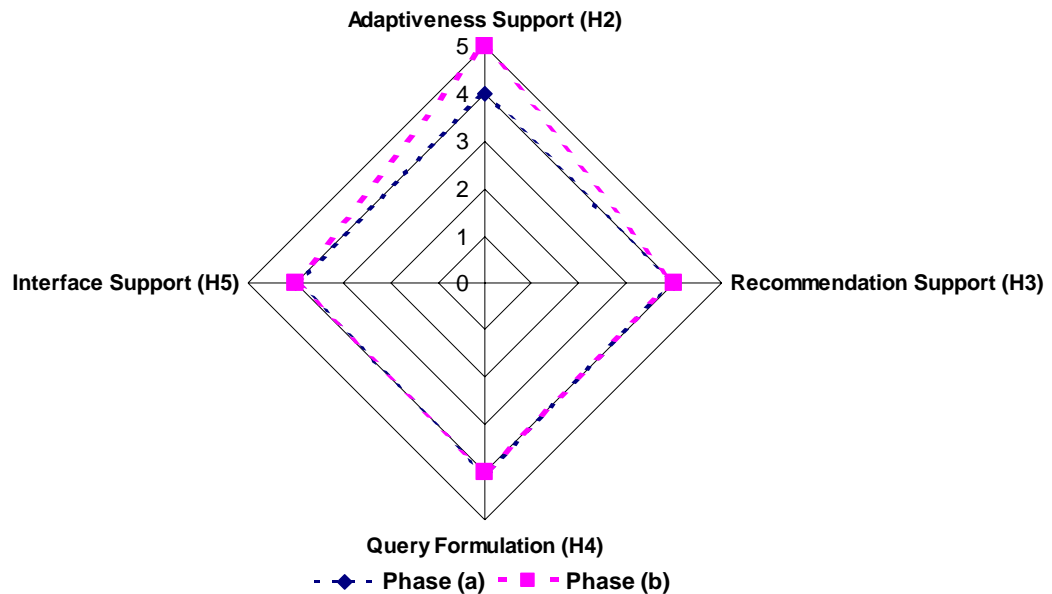 Adaptiveness Support (H2)
5
4
3
2
1
Interface Support (H5)
0
Recommendation Support (H3)
Query Formulation (H4)
Phase (a)
Phase (b)